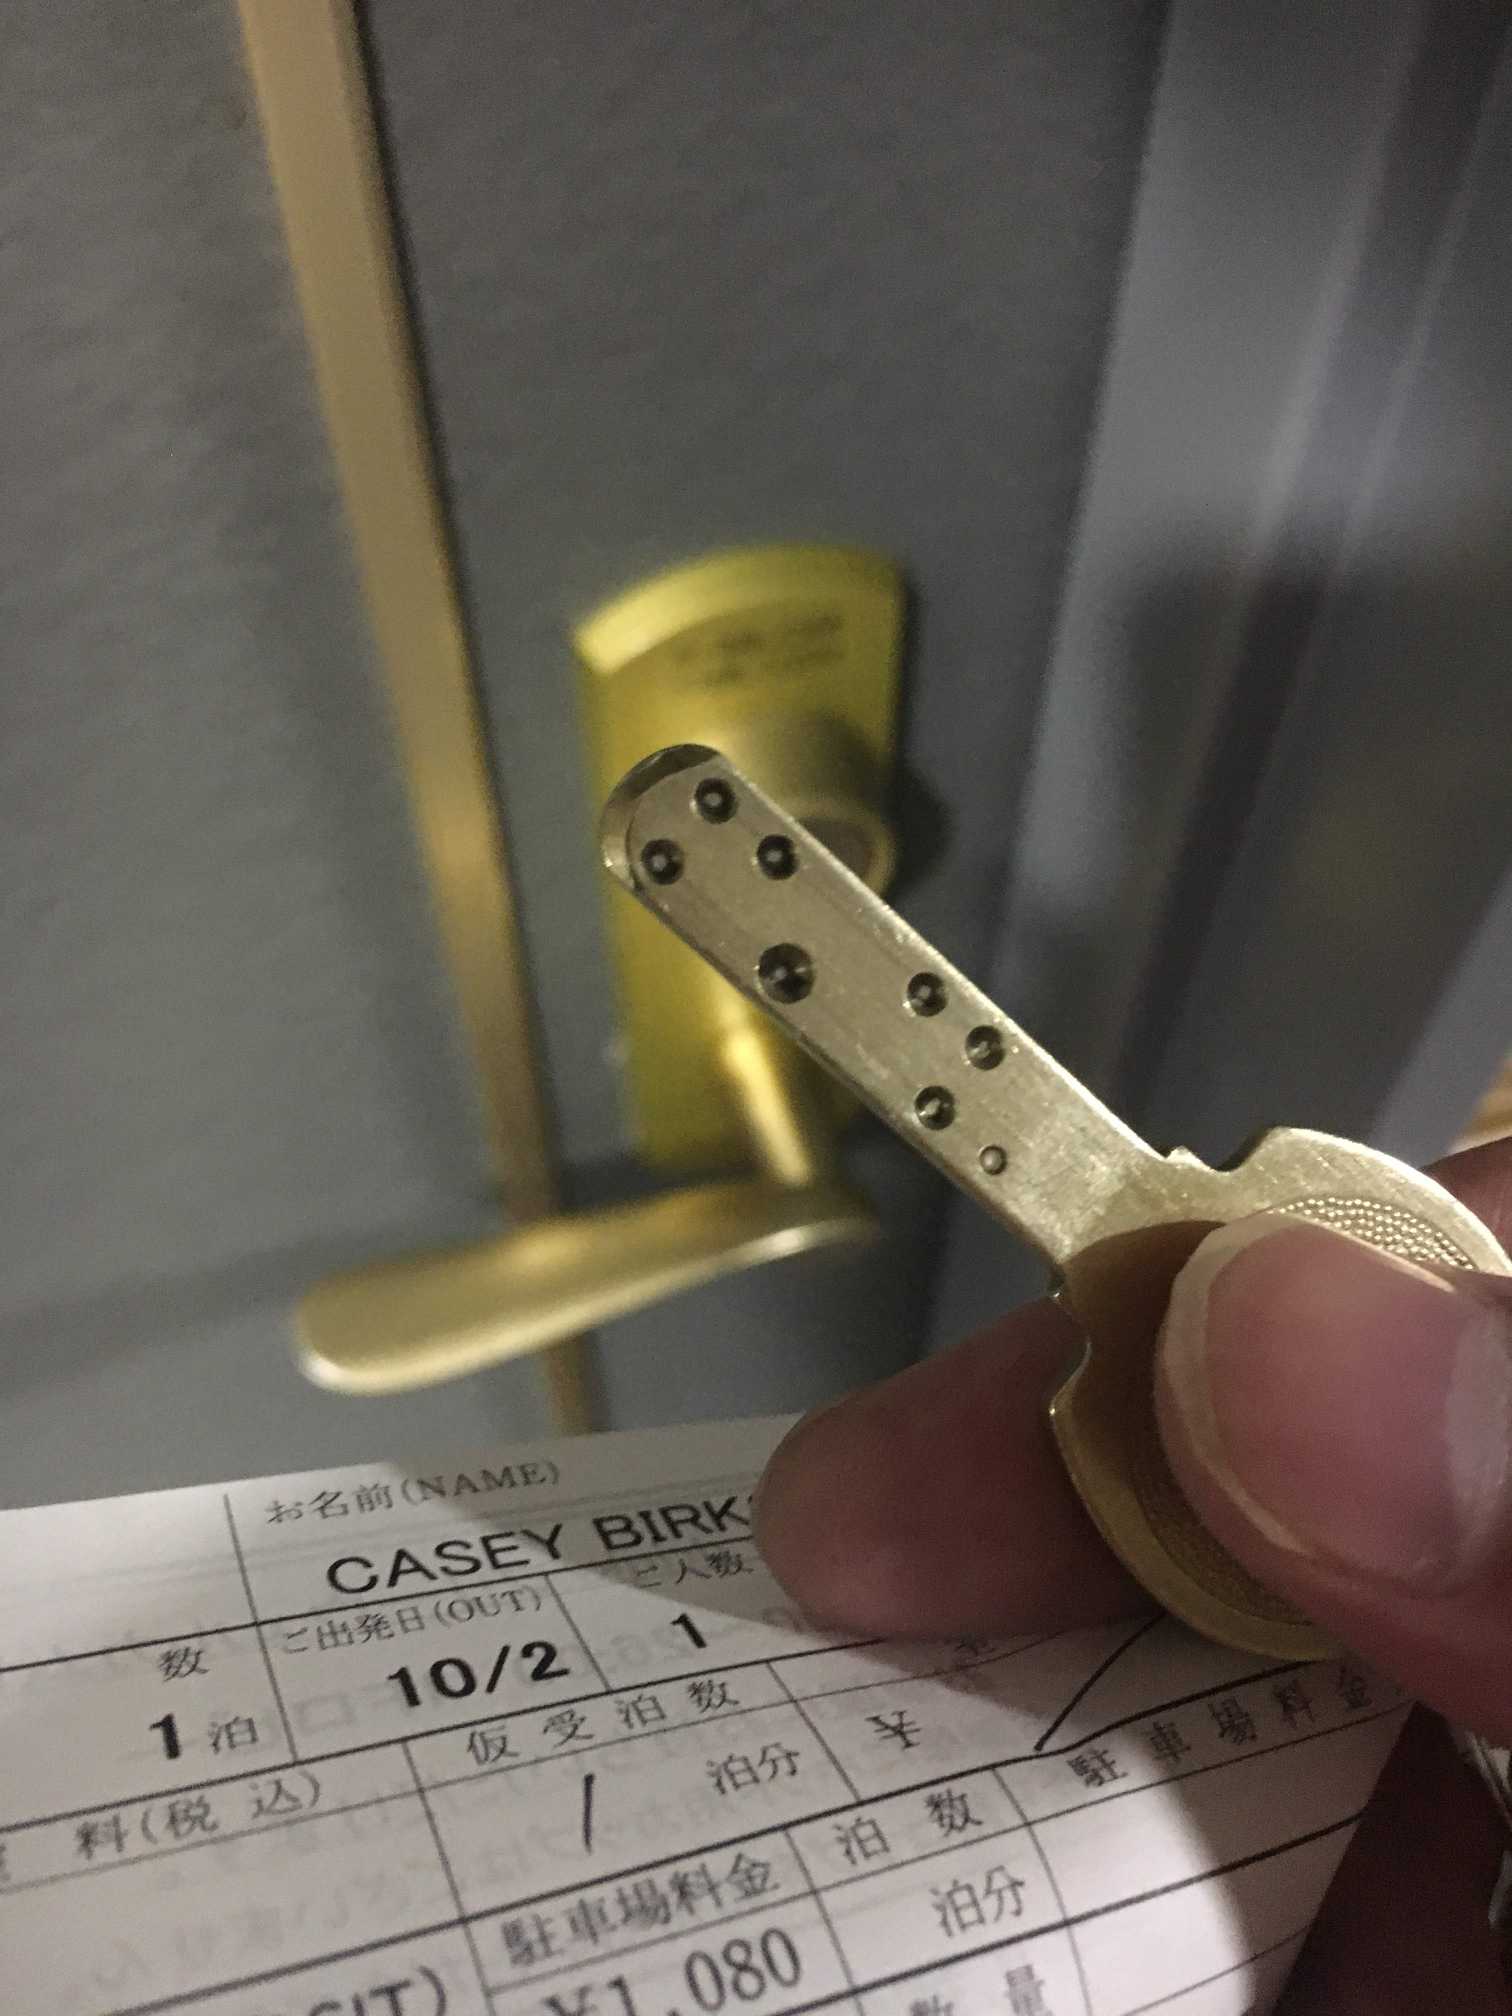 お名前(NAME)
CASEY BIRK
数
ご出発日(OUT)
ご人数
1泊
10/2
1
料(税 込)
仮 受 泊 数
¥
/
泊分
駐 車 場 料 金
駐車場料金
泊 数
¥1,080
泊分
数 量